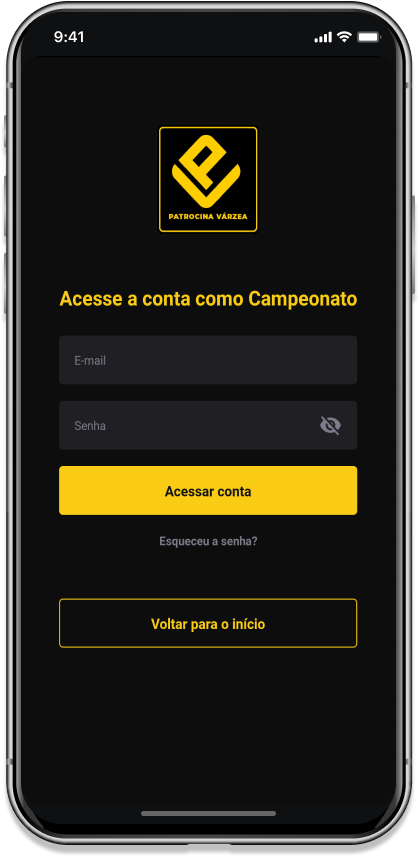 9:41
PATROCINA VÁRZEA
Acesse a conta como Campeonato
E-mail
Senha
Acessar conta
Esqueceu a senha?
Voltar para o início